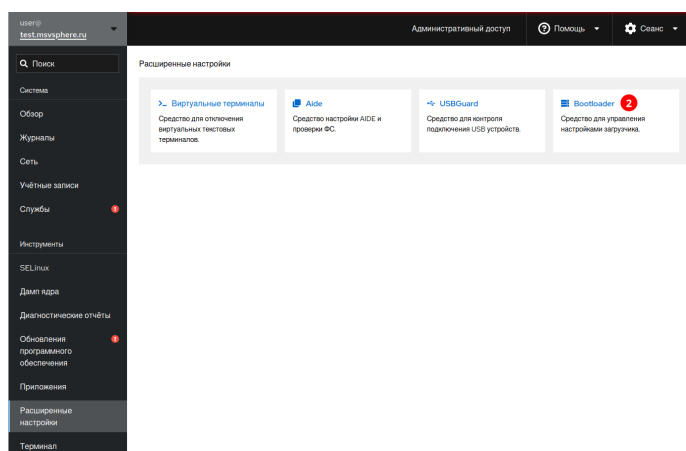 user@
test.msvsphere.ru
Административный доступ
Помощь
Сеанс
Поиск
Система
Обзор
Журналы
Сеть
Учётные записи
Службы
Инструменты
SELinux
Дамп ядра
Диагностические отчёты
Обновления
программного
обеспечения
Приложения
Расширенные
настройки
Терминал
Расширенные настройки
Виртуальные терминалы
Средство для отключения
виртуальных текстовых
терминалов.
Aide
Средство настройки AIDE и
проверки ФС.
USBGuard
Средство для контроля
подключения USB устройств.
Bootloader 2
Средство для управления
настройками загрузчика.